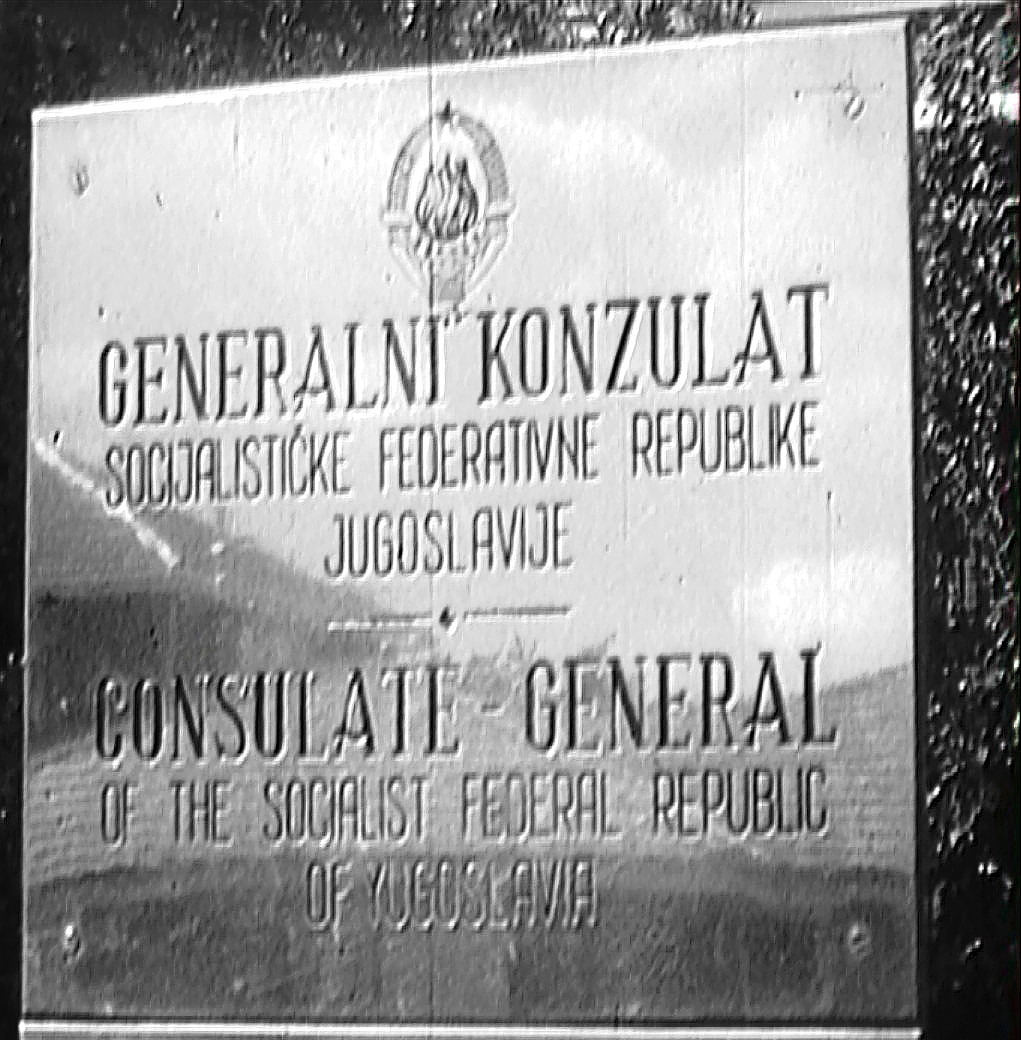 GENERALNI KONZULAT
SOCIJALISTIČKE FEDERATIVNE REPUBLIKE
JUGOSLAVIJE
CONSULATE - GENERAL
OF THE SOCIALIST FEDERAL REPUBLIC
OF YUGOSLAVIA